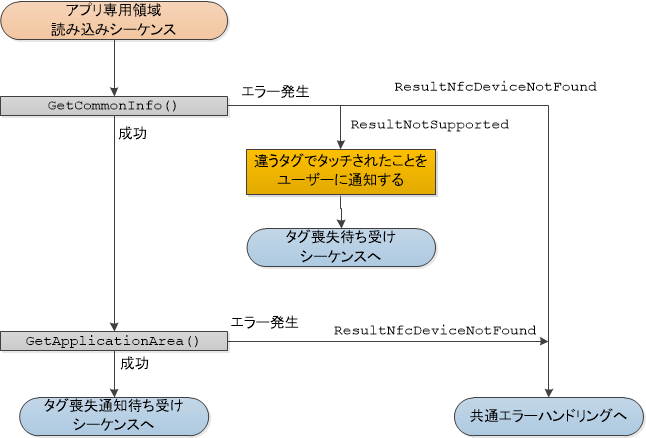 アプリ専用領域
読み込みシーケンス
GetCommonInfo()
エラー発生
ResultNfcDeviceNotFound
成功
ResultNotSupported
違うタグでタッチされたことを
ユーザーに通知する
タグ喪失待ち受け
シーケンスへ
GetApplicationArea()
エラー発生
ResultNfcDeviceNotFound
成功
タグ喪失通知待ち受け
シーケンスへ
共通エラーハンドリングへ